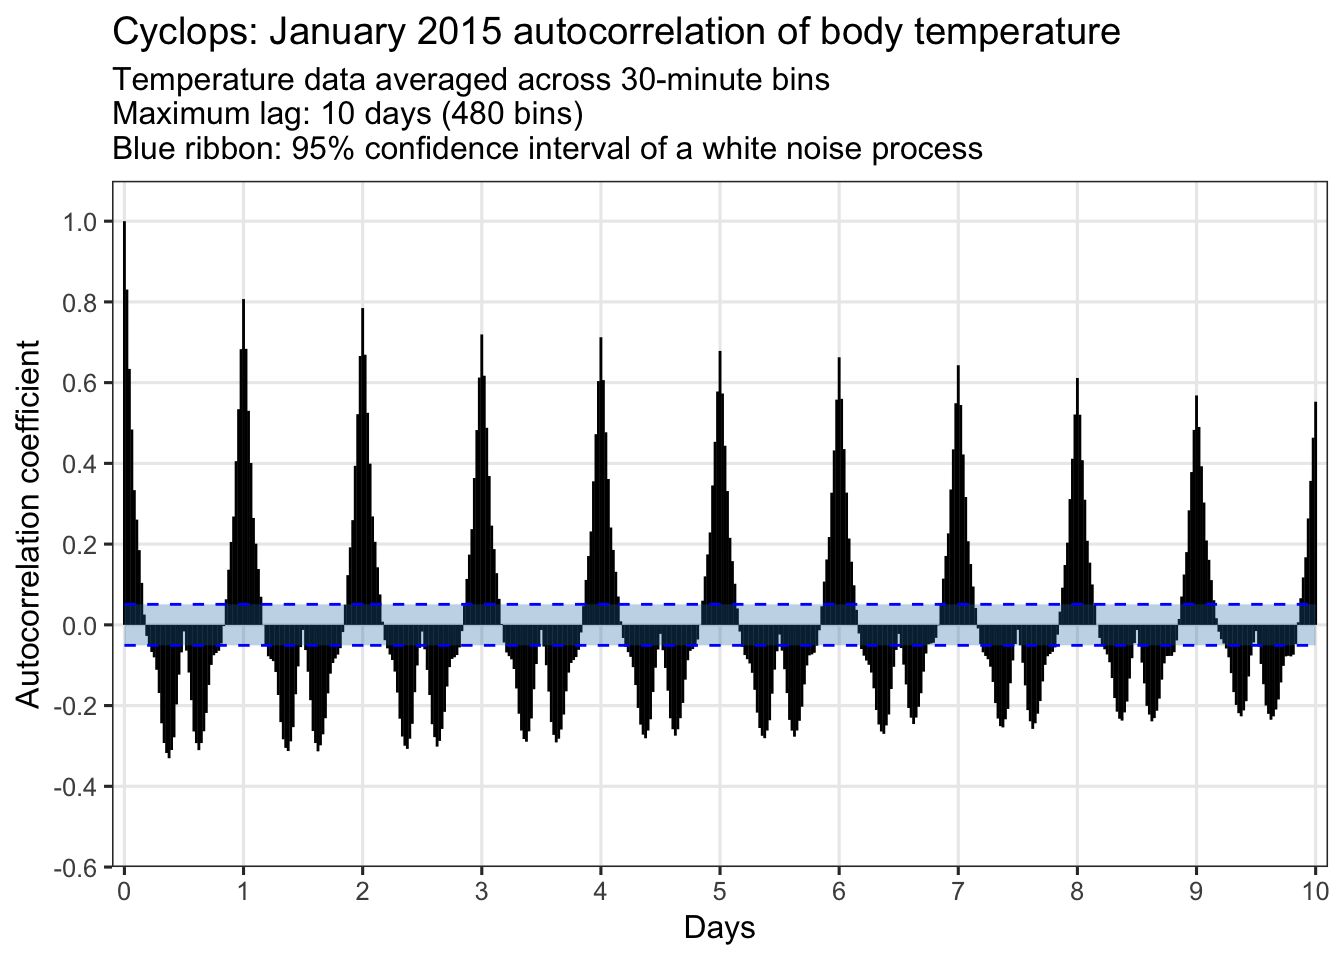 Cyclops: January 2015 autocorrelation of body temperature
Temperature data averaged across 30-minute bins
Maximum lag: 10 days (480 bins)
Blue ribbon: 95% confidence interval of a white noise process
Autocorrelation coefficient
1.0
0.8
0.6
0.4
0.2
0.0
-0.2
-0.4
-0.6
0 1 2 3 4 5 6 7 8 9 10
Days